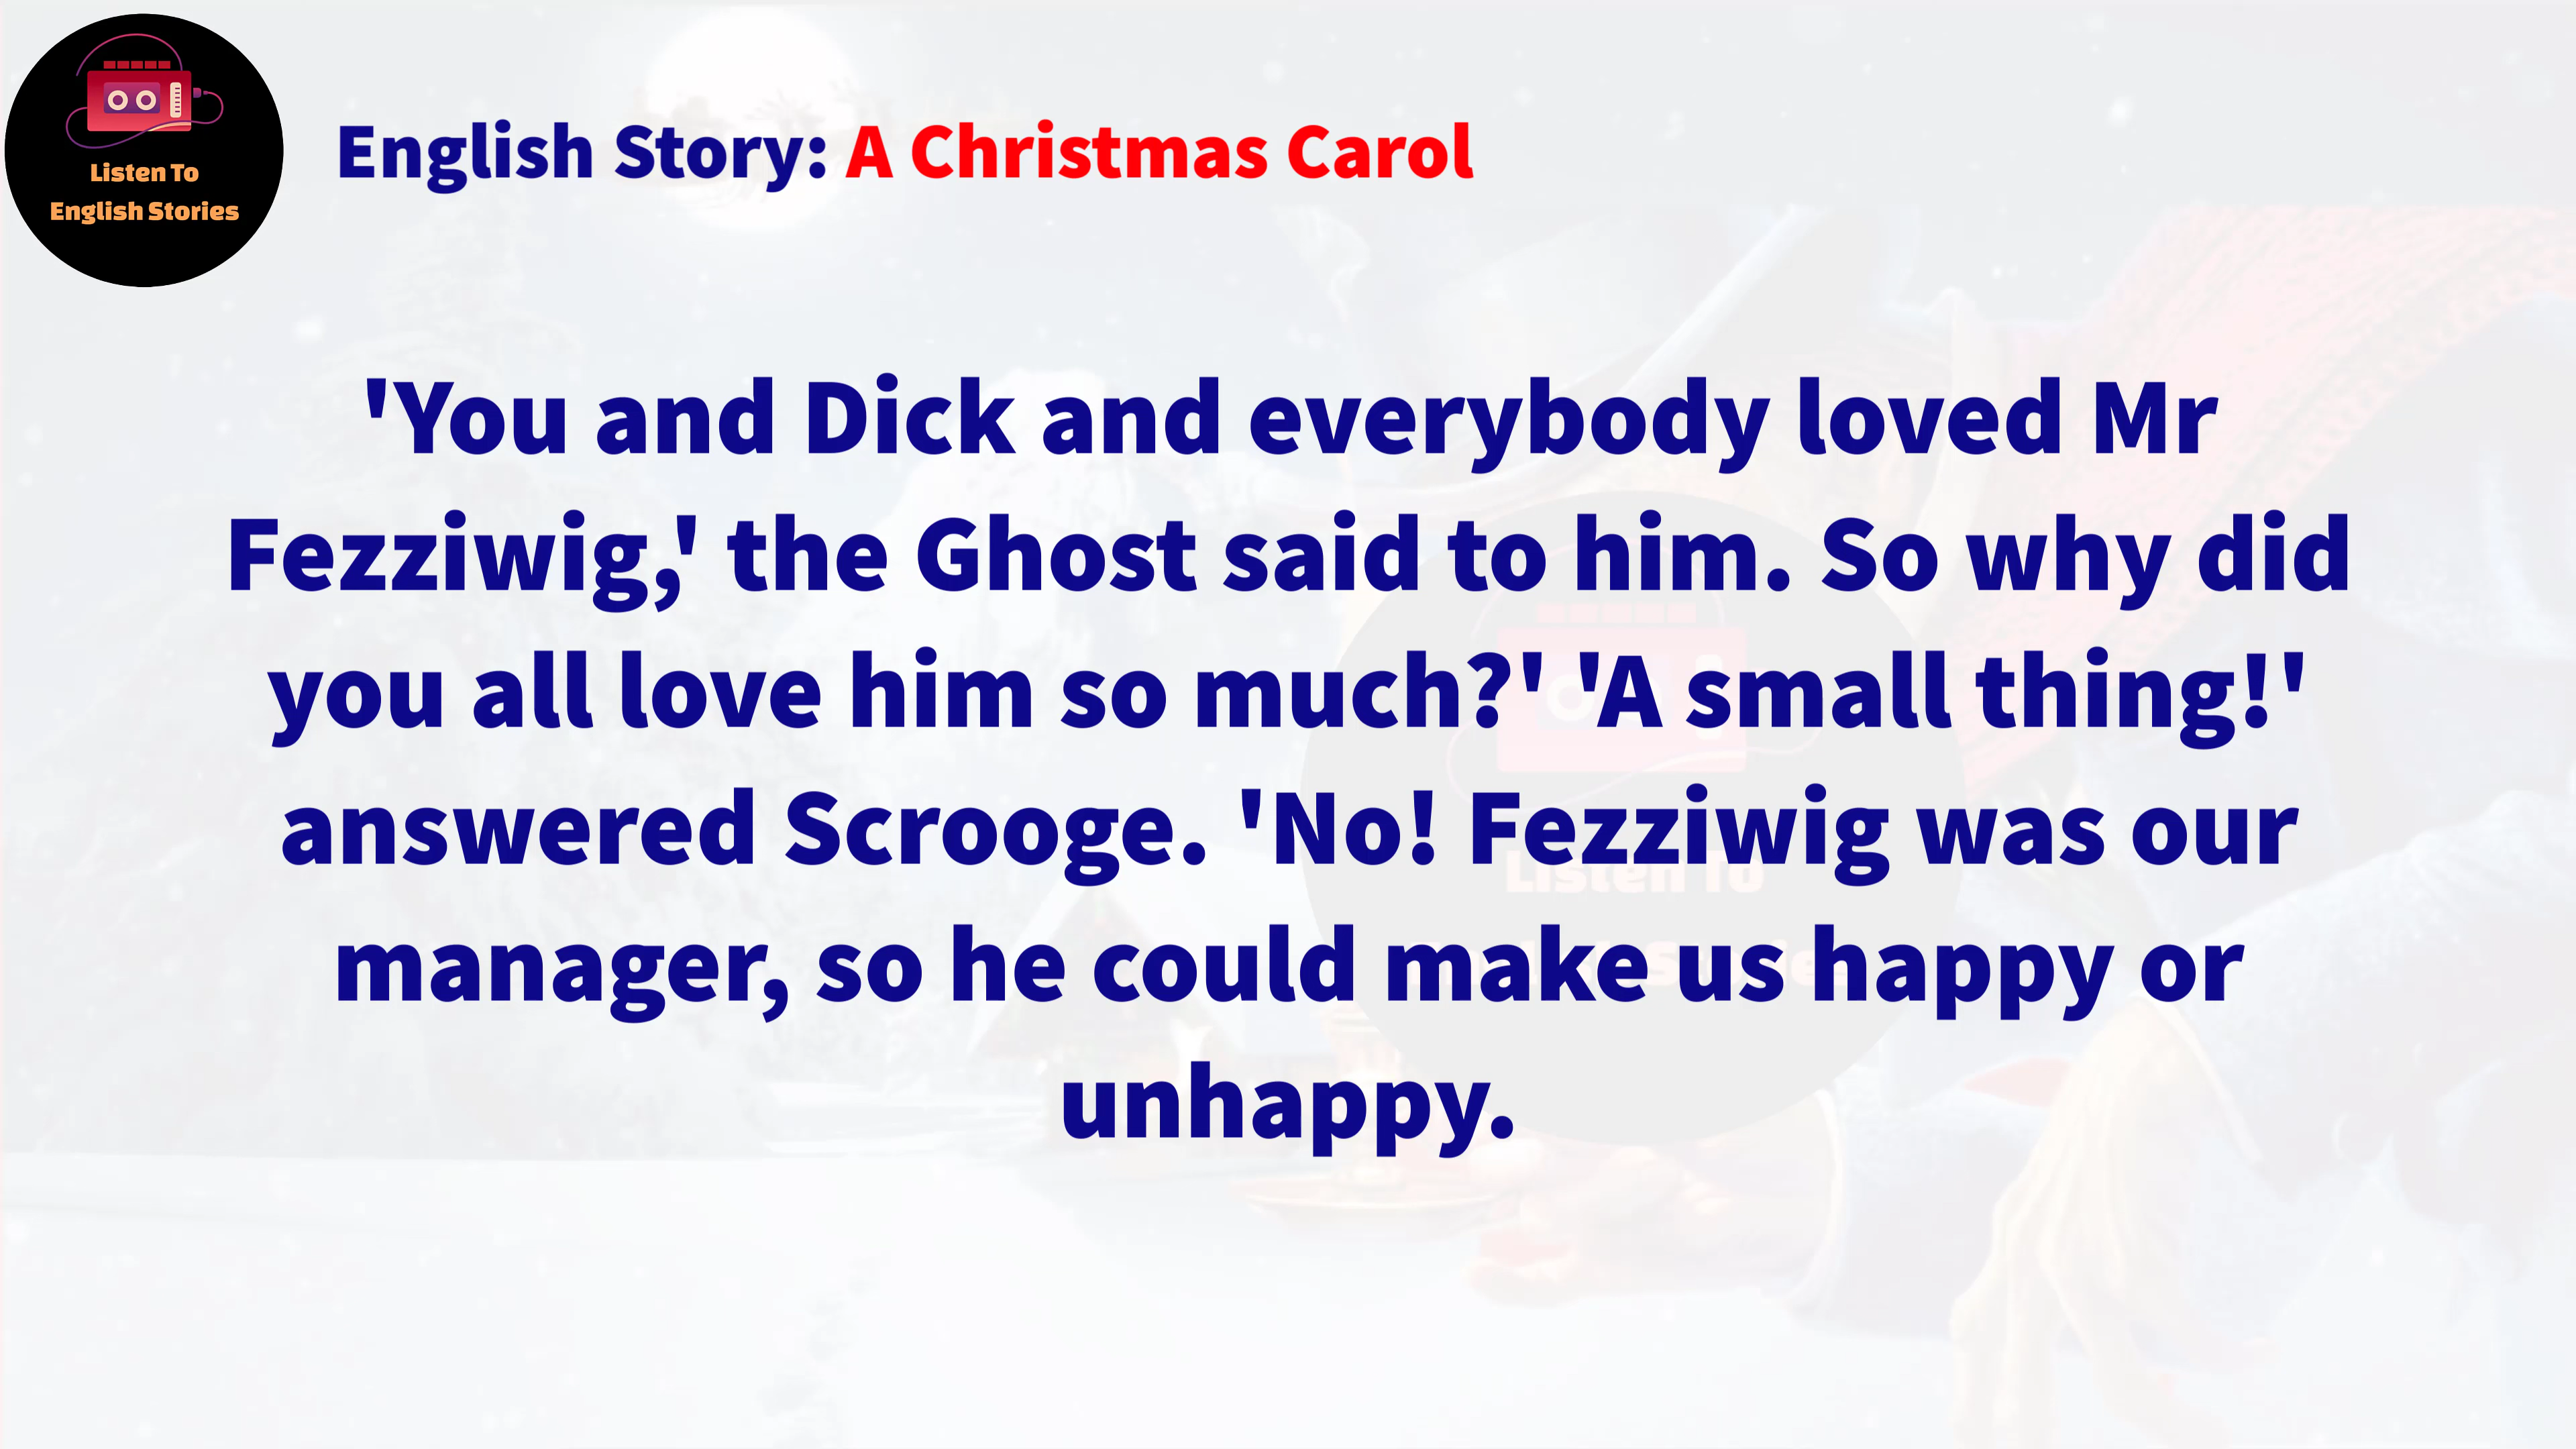 Listen To
English Stories
English Story: A Christmas Carol
'You and Dick and everybody loved Mr
Fezziwig,' the Ghost said to him. So why did
you all love him so much?' 'A small thing!'
answered Scrooge. 'No! Fezziwig was our
manager, so he could make us happy or
unhappy.
Listen To